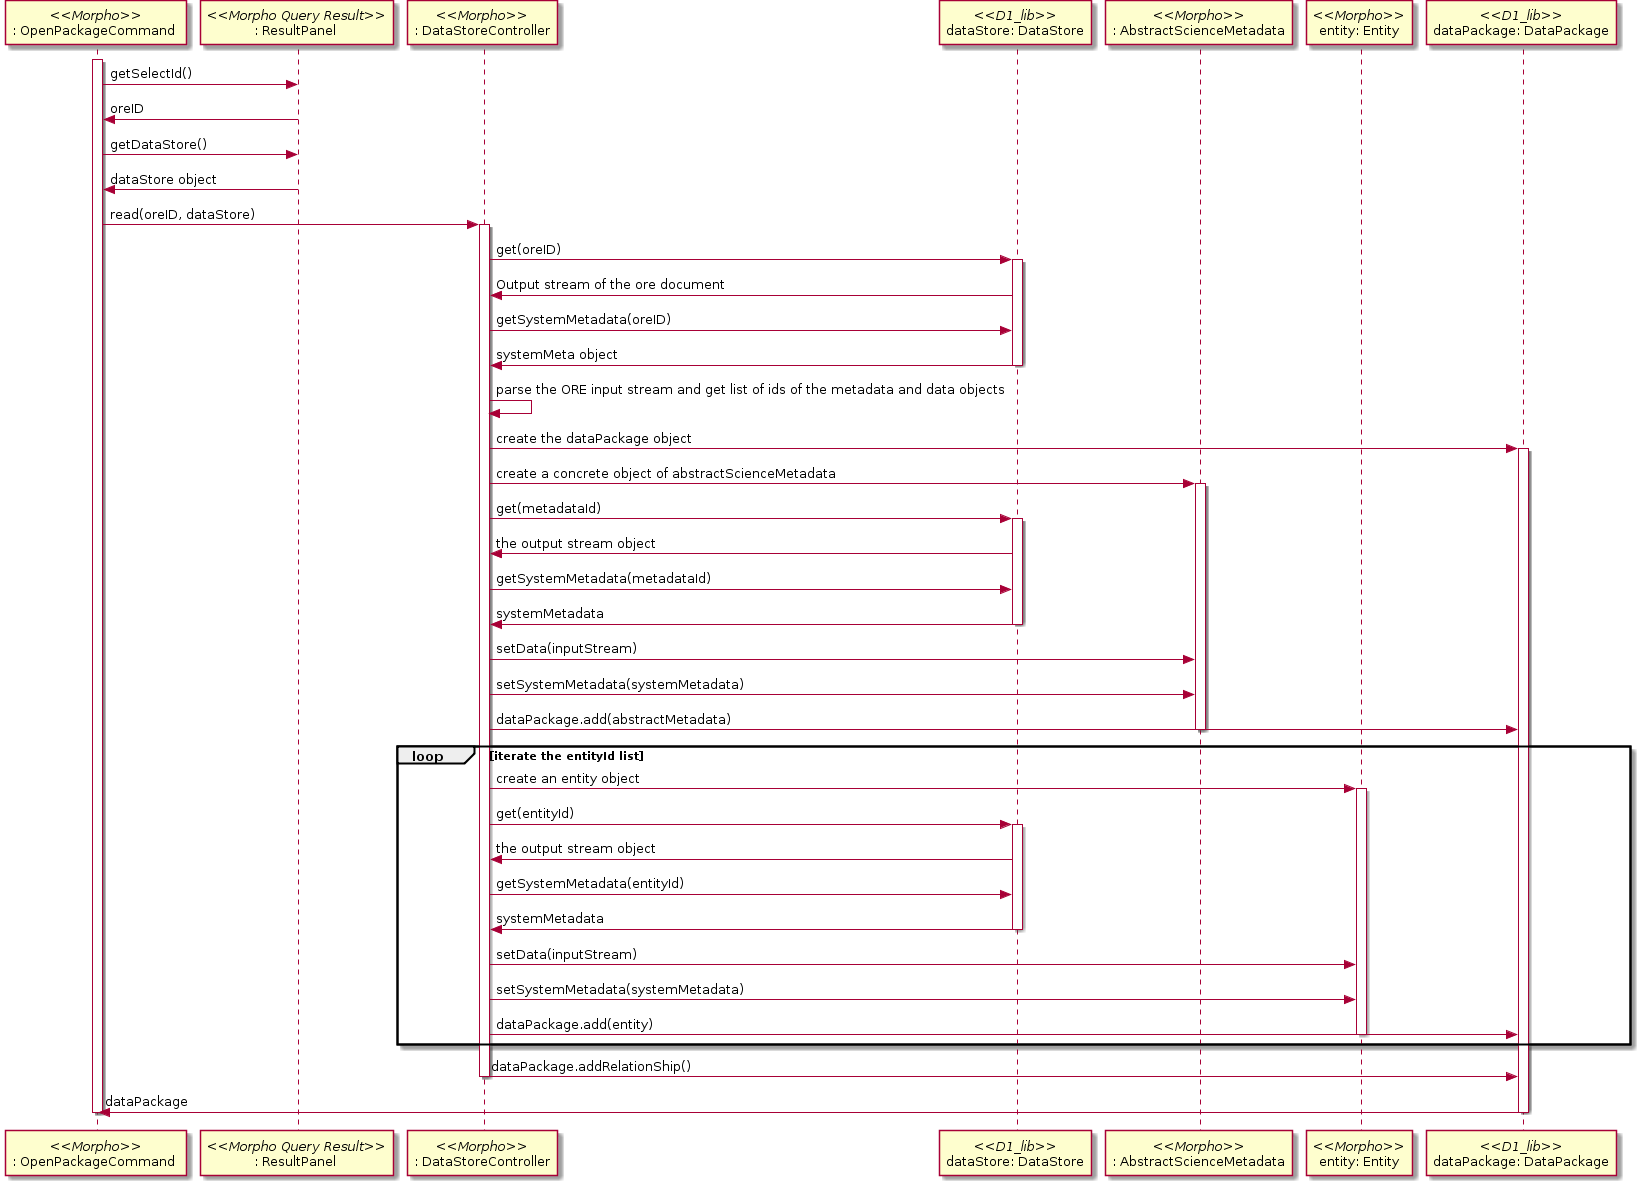 <<Morpho>>
: OpenPackageCommand
<<Morpho Query Result>>
: ResultPanel
<<Morpho>>
: DataStoreController
<<D1_lib>>
dataStore: DataStore
<<Morpho>>
: AbstractScienceMetadata
<<Morpho>>
entity: Entity
<<D1_lib>>
dataPackage: DataPackage
getSelectId()
oreID
getDataStore()
dataStore object
read(oreID, dataStore)
get(oreID)
Output stream of the ore document
getSystemMetadata(oreID)
systemMeta object
parse the ORE input stream and get list of ids of the metadata and data objects
create the dataPackage object
create a concrete object of abstractScienceMetadata
get(metadataId)
the output stream object
getSystemMetadata(metadataId)
systemMetadata
setData(inputStream)
setSystemMetadata(systemMetadata)
dataPackage.add(abstractMetadata)
loop [iterate the entityId list]
create an entity object
get(entityId)
the output stream object
getSystemMetadata(entityId)
systemMetadata
setData(inputStream)
setSystemMetadata(systemMetadata)
dataPackage.add(entity)
dataPackage.addRelationShip()
dataPackage
<<Morpho>>
: OpenPackageCommand
<<Morpho Query Result>>
: ResultPanel
<<Morpho>>
: DataStoreController
<<D1_lib>>
dataStore: DataStore
<<Morpho>>
: AbstractScienceMetadata
<<Morpho>>
entity: Entity
<<D1_lib>>
dataPackage: DataPackage